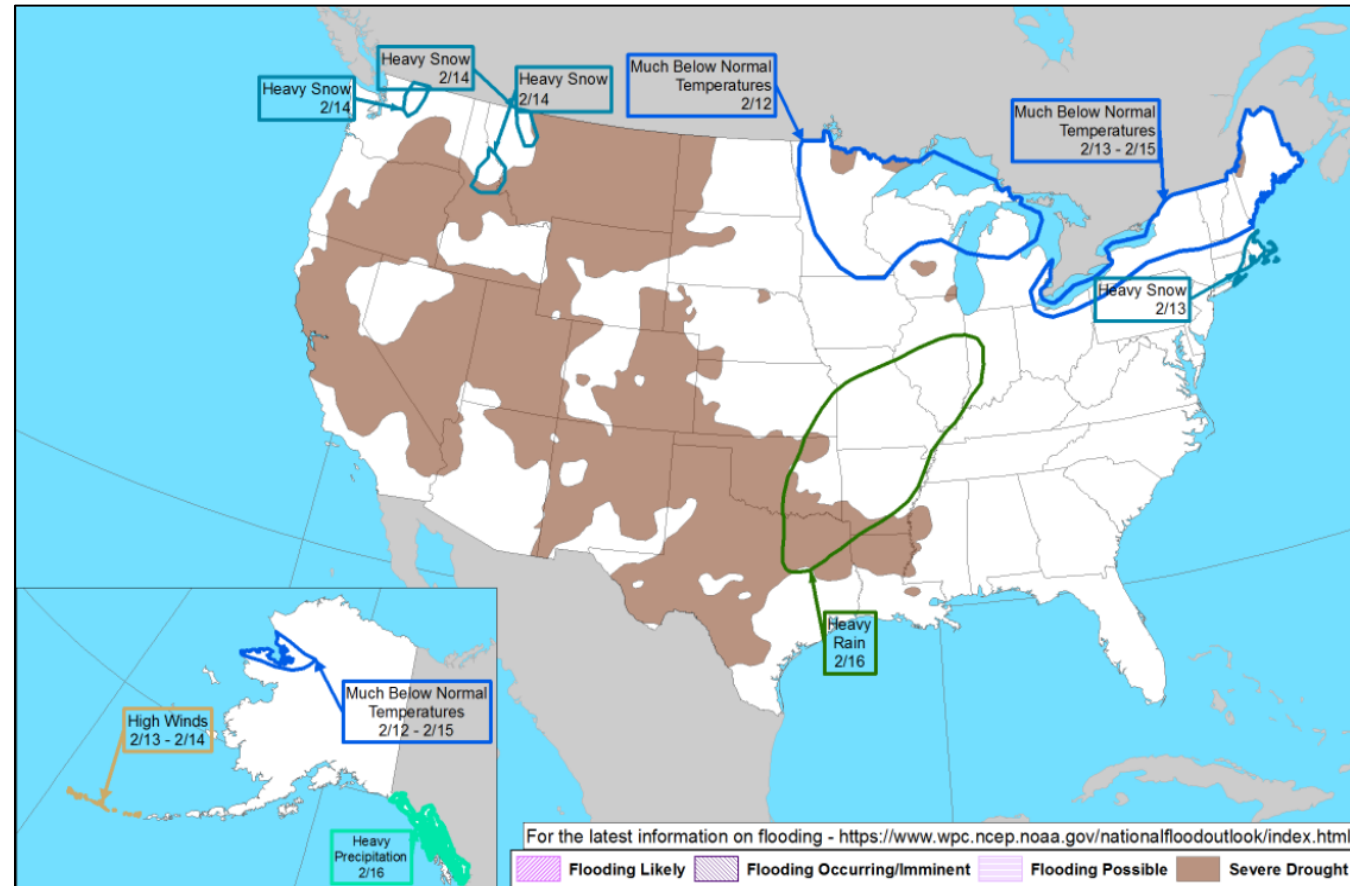 Heavy Snow
2/14
Heavy Snow
2/14
Heavy Snow
2/14
Much Below Normal
Temperatures
2/12
Much Below Normal
Temperatures
2/13 - 2/15
Heavy Snow
2/13
Heavy
Rain
2/16
Much Below Normal
Temperatures
2/12 - 2/15
High Winds
2/13 - 2/14
Heavy
Precipitation
2/16
For the latest information on flooding - https://www.wpc.ncep.noaa.gov/nationalfloodoutlook/index.html
Flooding Likely
Flooding Occurring/Imminent
Flooding Possible
Severe Drought